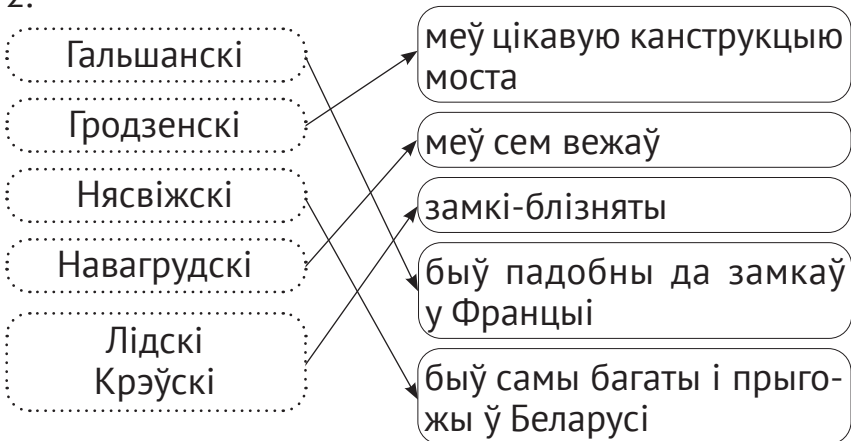 2.
Гальшанскі
Гродзенскі
Нясвіжскі
Навагрудскі
Лідскі
Крэўскі
меў цікавую канструкцыю
моста
меў сем вежаў
замкі-блізняты
быў падобны да замкаў
у Францыі
быў самы багаты і прыго-
жы ў Беларусі